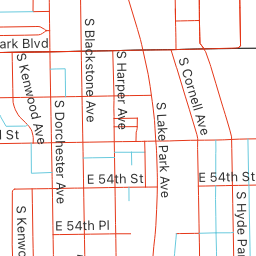 ark Blvd
S Kenwood Ave
S Dorchester Ave
S Blackstone Ave
S Harper Ave
S Lake Park Ave
S Cornell Ave
l St
E 54th St
E 54th St
E 54th Pl
S Kenwo
S Hyde Par